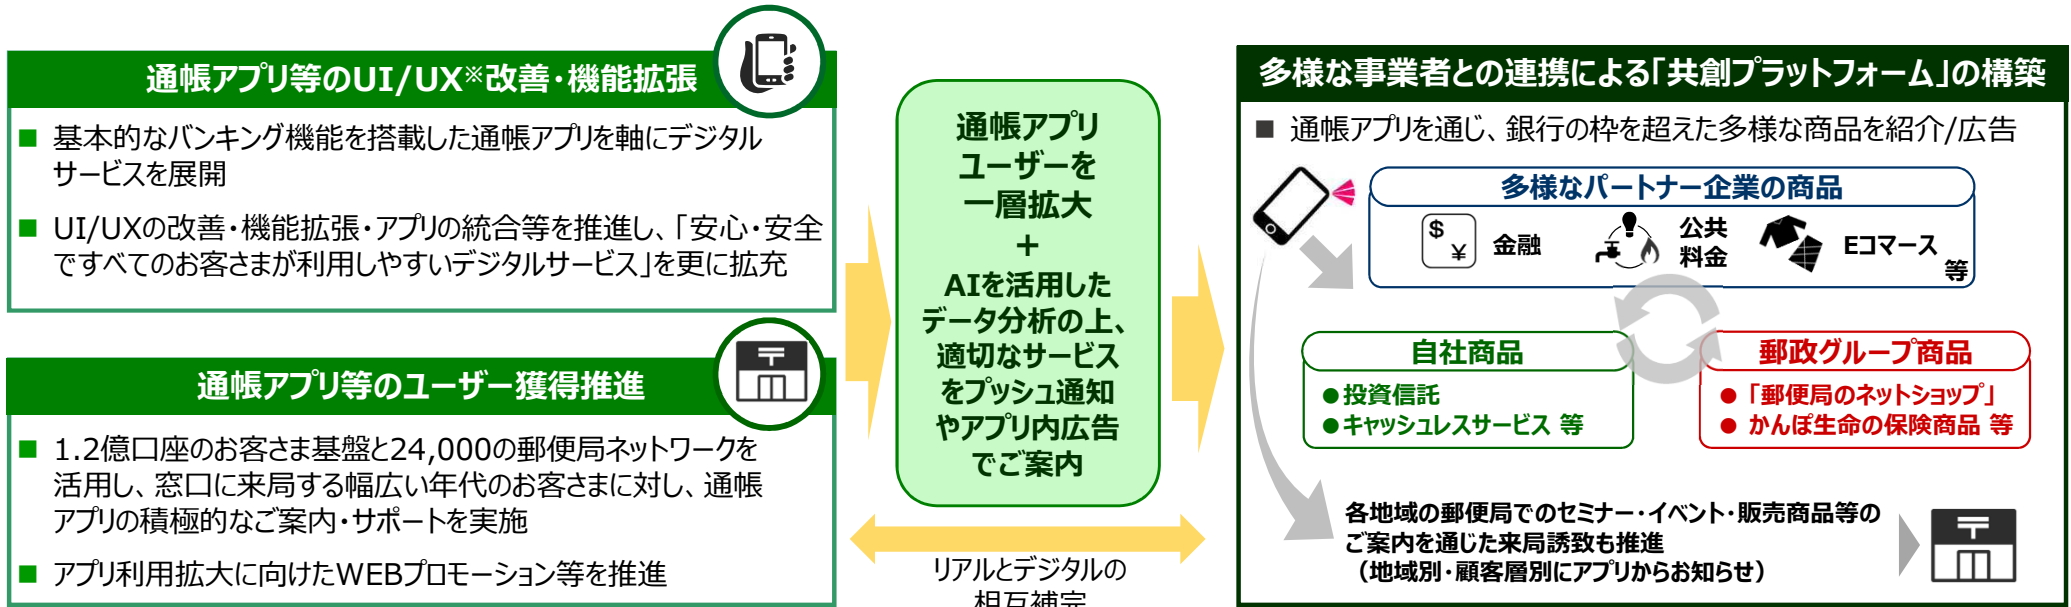 通帳アプリ等のUI/UX※改善・機能拡張
■ 基本的なバンキング機能を搭載した通帳アプリを軸にデジタル
サービスを展開
■ UI/UXの改善・機能拡張・アプリの統合等を推進し、「安心・安全
ですべてのお客さまが利用しやすいデジタルサービス」を更に拡充
通帳アプリ等のユーザー獲得推進
■ 1.2億口座のお客さま基盤と24,000の郵便局ネットワークを
活用し、窓口に来局する幅広い年代のお客さまに対し、通帳
アプリの積極的なご案内・サポートを実施
■ アプリ利用拡大に向けたWEBプロモーション等を推進
通帳アプリ
ユーザーを
一層拡大
+
AIを活用した
データ分析の上、
適切なサービス
をプッシュ通知
やアプリ内広告
でご案内
リアルとデジタルの
相互補完
多様な事業者との連携による「共創プラットフォーム」の構築
■ 通帳アプリを通じ、銀行の枠を超えた多様な商品を紹介/広告
多様なパートナー企業の商品
$ ¥ 金融
公共
料金
Eコマース
等
自社商品
●投資信託
●キャッシュレスサービス 等
郵政グループ商品
● 「郵便局のネットショップ」
● かんぽ生命の保険商品 等
各地域の郵便局でのセミナー・イベント・販売商品等の
ご案内を通じた来局誘致も推進
（地域別・顧客層別にアプリからお知らせ）